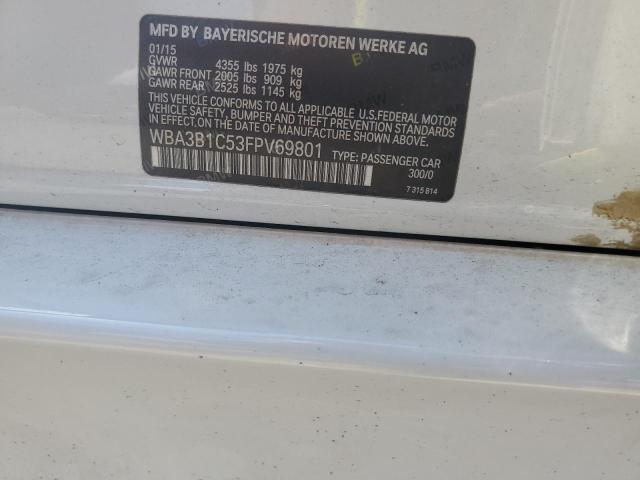 MFD BY BAYERISCHE MOTOREN WERKE AG
01/15
GVWR 4355 lbs 1975 kg
GAWR FRONT 2005 lbs 909 kg
GAWR REAR 2525 lbs 1145 kg
THIS VEHICLE CONFORMS TO ALL APPLICABLE U.S.FEDERAL MOTOR
VEHICLE SAFETY, BUMPER AND THEFT PREVENTION STANDARDS
IN EFFECT ON THE DATE OF MANUFACTURE SHOWN ABOVE.
WBA3B1C53FPV69801 TYPE: PASSENGER CAR
300/0
7 315 814